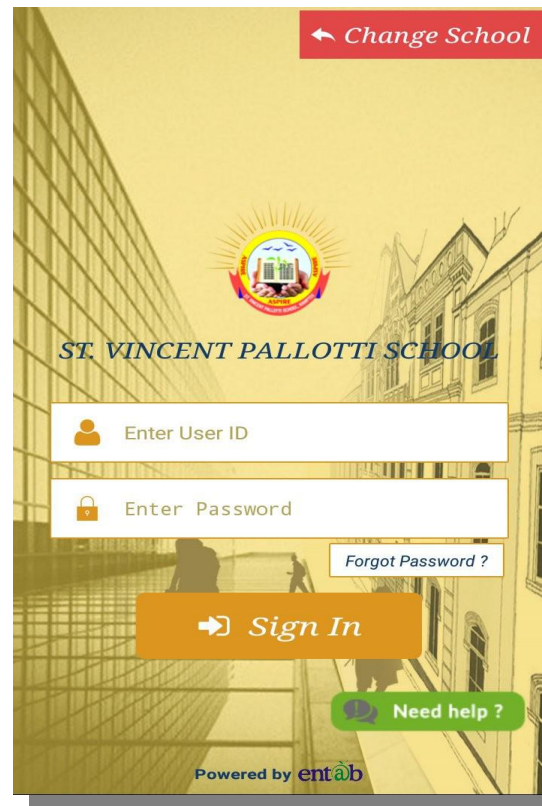 Change School
ASPIRE
ST. VINCENT PALLOTTI SCHOOL
Enter User ID
Enter Password
Forgot Password ?
Sign In
Need help ?
Powered by entab